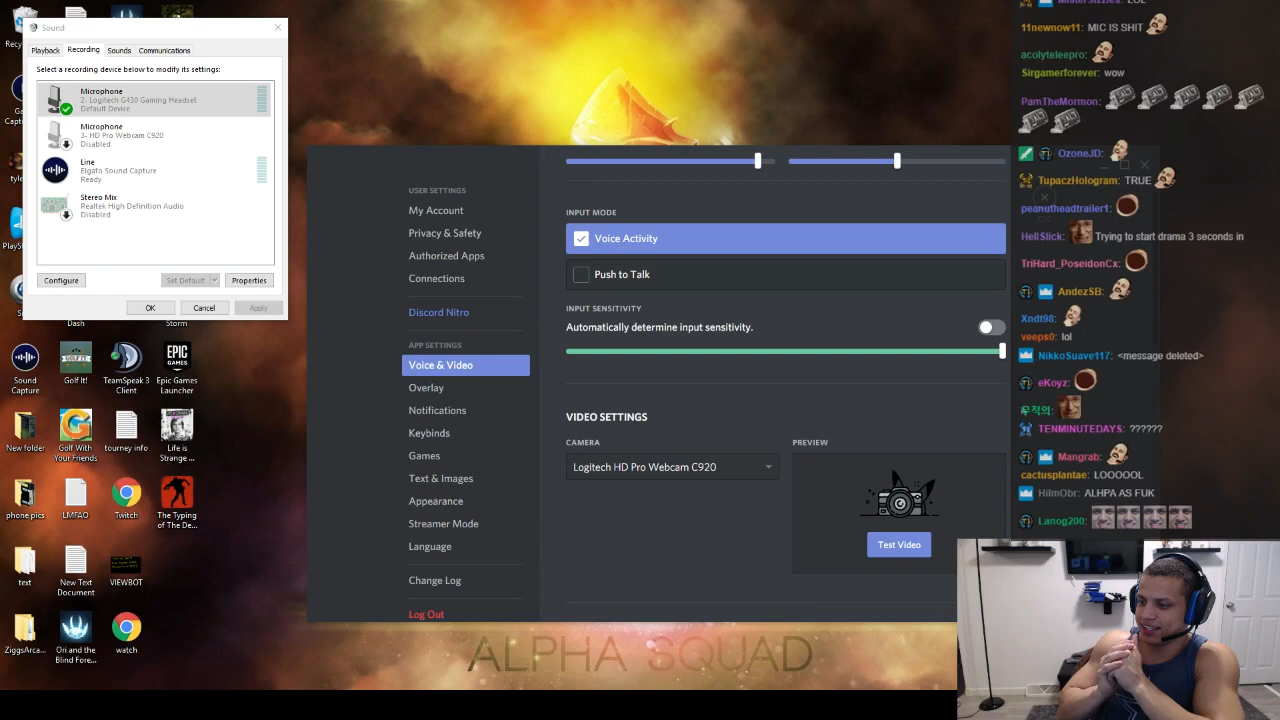 Sound
Playback
Recording
Sounds
Communications
Select a recording device below to modify its settings:
Microphone
2- Logitech G430 Gaming Headset
Default Device
Microphone
3- HD Pro Webcam C920
Disabled
Line
Elgato Sound Capture
Ready
Stereo Mix
Realtek High Definition Audio
Disabled
Configure
Set Default
Properties
OK
Cancel
Apply
Dash
Storm
Sound
Capture
Golf It!
TeamSpeak 3
Client
Epic Games
Launcher
New folder
Golf With
Your Friends
tourney info
Life is
Strange ...
phone pics
LMFAO
Twitch
The Typing
of The De...
text
New Text
Document
VIEWBOT
ZiggsArca...
Ori and the
Blind Fore...
watch
USER SETTINGS
My Account
Privacy & Safety
Authorized Apps
Connections
Discord Nitro
APP SETTINGS
Voice & Video
Overlay
Notifications
Keybinds
Games
Text & Images
Appearance
Streamer Mode
Language
Change Log
Log Out
INPUT MODE
Voice Activity
Push to Talk
INPUT SENSITIVITY
Automatically determine input sensitivity.
VIDEO SETTINGS
CAMERA
Logitech HD Pro Webcam C920
PREVIEW
Test Video
ALPHA SQUAD
11newnow11: MIC IS SHIT
acolyteleepro:
Sirgamerforever: wow
PamTheMormon:
OzoneJD:
TupaczHologram: TRUE
peanutheadtrailer1:
HellSlick: Trying to start drama 3 seconds in
TriHard_PoseidonCx:
AndezSB:
Xndt98:
veeps0: lol
NikkoSuave117: <message deleted>
eKoyz:
우적의:
TENMINUTEDAYS: ??????
Mangrab:
cactusplantae: LOOOOOL
HilmObr: ALHPA AS FUK
Lanog200: